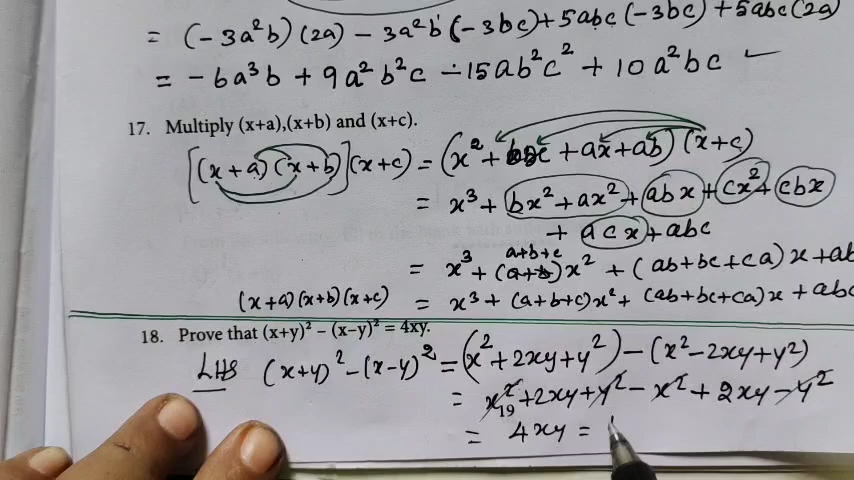 = (-3a²b)(2a) - 3a²b(-3bc) + 5abc(-3bc) + 5abc(2a)
= -6a³b + 9a²b²c - 15ab²c² + 10a²bc
17. Multiply (x+a),(x+b) and (x+c).
[(x+a)(x+b)](x+c) = (x² + bx + ax + ab)(x+c)
= x³ + bx² + ax² + abx + cx² + cbx
+ acx + abc
a+b+c
= x³ + (a+b)x² + (ab+bc+ca)x + ab
(x+a)(x+b)(x+c) = x³ + (a+b+c)x² + (ab+bc+ca)x + abc
18. Prove that (x+y)² – (x–y)² = 4xy.
LHS (x+y)² - (x-y)² = (x² + 2xy + y²) - (x² - 2xy + y²)
= x² + 2xy + y² - x² + 2xy - y²
19
= 4xy =